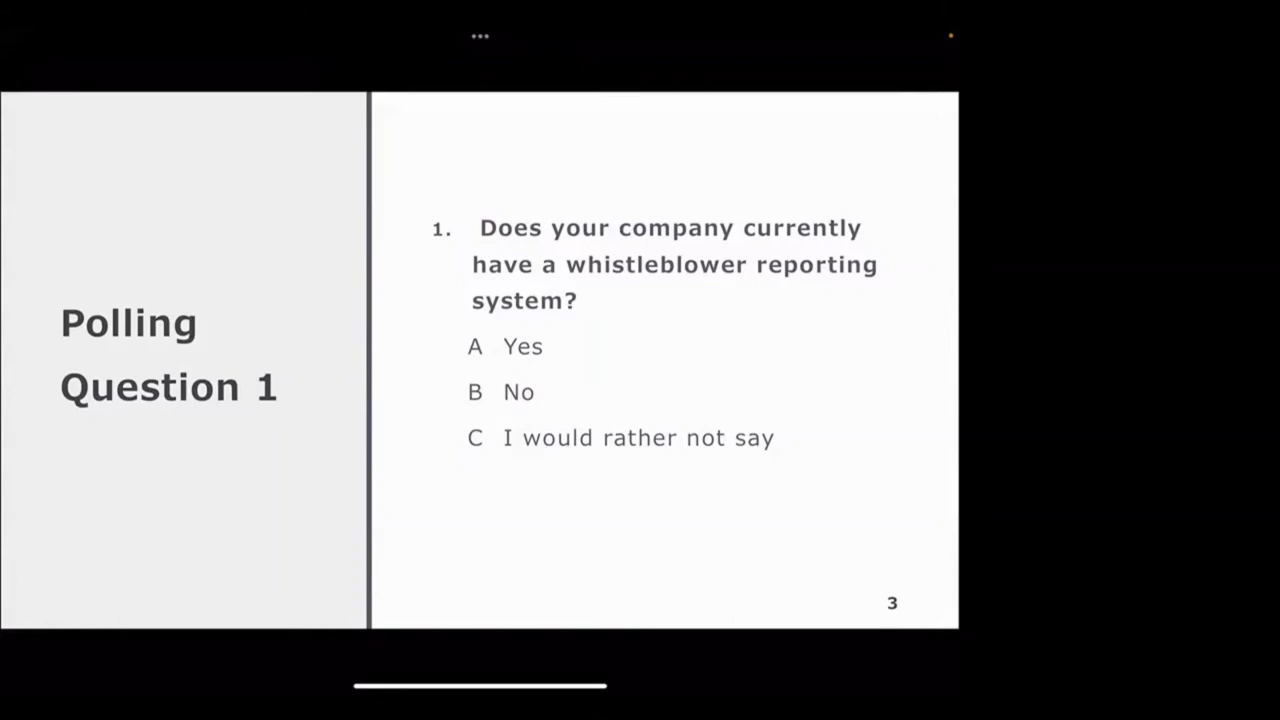 Polling
Question 1
1. Does your company currently
have a whistleblower reporting
system?
A Yes
B No
C I would rather not say
3